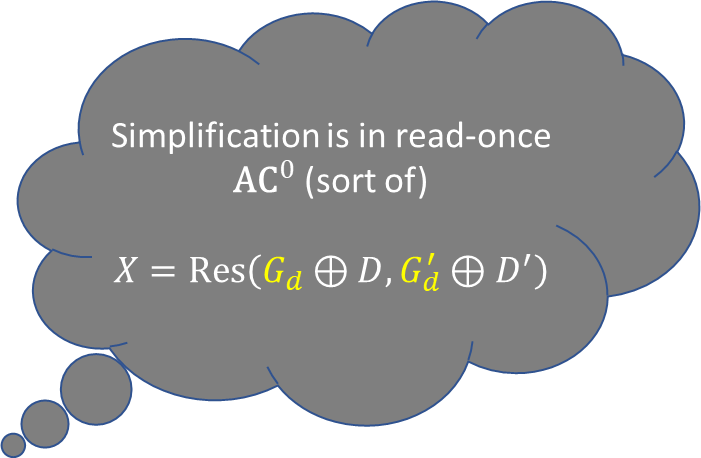 Simplification is in read-once
AC⁰ (sort of)
X = Res(G_d ⊕ D, G′_d ⊕ D′)